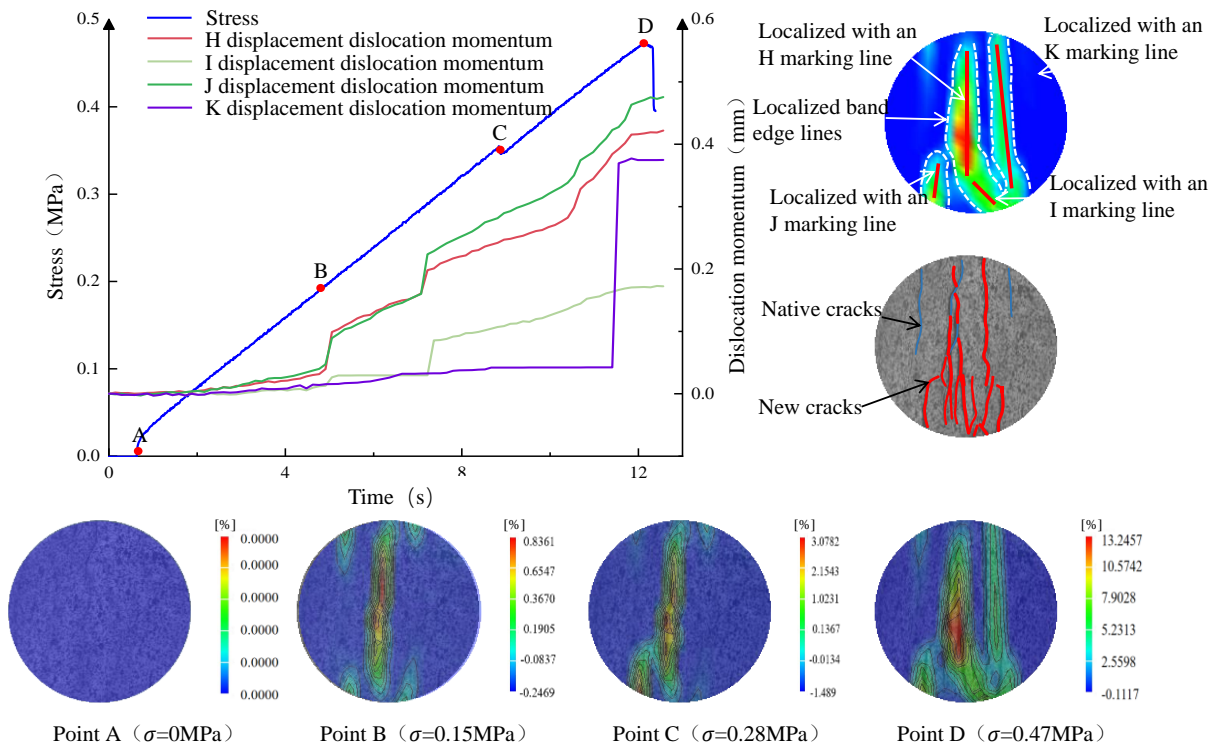 Stress
H displacement dislocation momentum
I displacement dislocation momentum
J displacement dislocation momentum
K displacement dislocation momentum
0.5
0.4
0.3
0.2
0.1
0.0
Stress（MPa）
0
4
8
12
Time（s）
0.6
0.4
0.2
0.0
Dislocation momentum（mm）
A
B
C
D
Localized with an
H marking line
Localized with an
K marking line
Localized band
edge lines
Localized with an
J marking line
Localized with an
I marking line
Native cracks
New cracks
[%]
0.0000
0.0000
0.0000
0.0000
0.0000
0.0000
0.0000
[%]
0.8361
0.6547
0.3670
0.1905
-0.0837
-0.2469
[%]
3.0782
2.1543
1.0231
0.1367
-0.0134
-1.489
[%]
13.2457
10.5742
7.9028
5.2313
2.5598
-0.1117
Point A（σ=0MPa）
Point B（σ=0.15MPa）
Point C（σ=0.28MPa）
Point D（σ=0.47MPa）